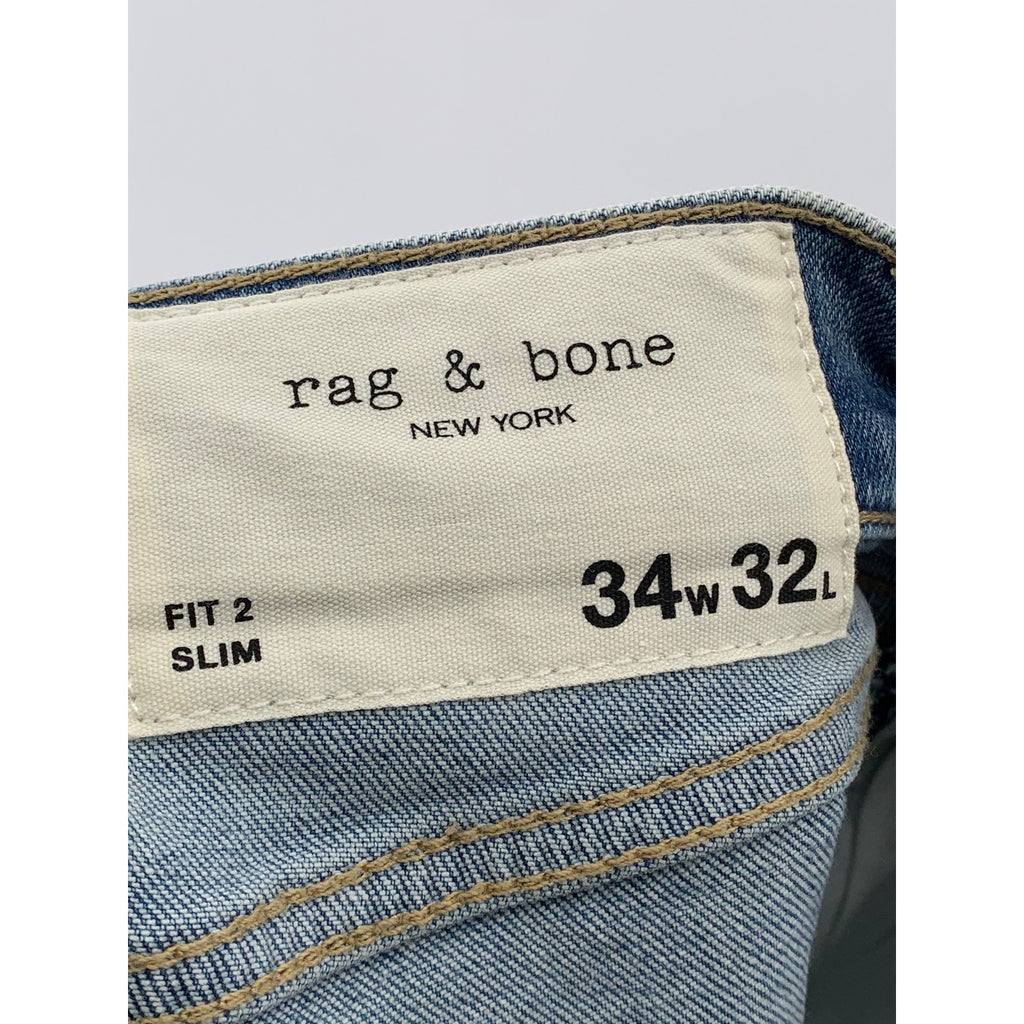 rag & bone
NEW YORK
34W 32L
FIT 2
SLIM